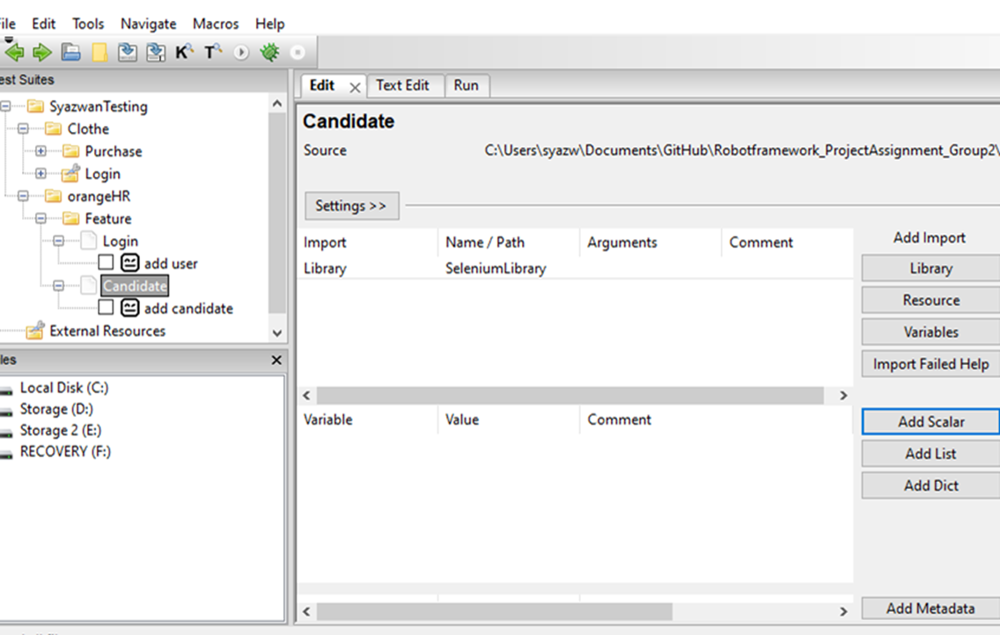 ile Edit Tools Navigate Macros Help
K T
est Suites
SyazwanTesting
Clothe
Purchase
Login
orangeHR
Feature
Login
add user
Candidate
add candidate
External Resources
les
Local Disk (C:)
Storage (D:)
Storage 2 (E:)
RECOVERY (F:)
Edit Text Edit Run
Candidate
Source C:\Users\syazw\Documents\GitHub\Robotframework_ProjectAssignment_Group2\
Settings >>
Import Name / Path Arguments Comment
Library SeleniumLibrary
Add Import
Library
Resource
Variables
Import Failed Help
Variable Value Comment
Add Scalar
Add List
Add Dict
Add Metadata